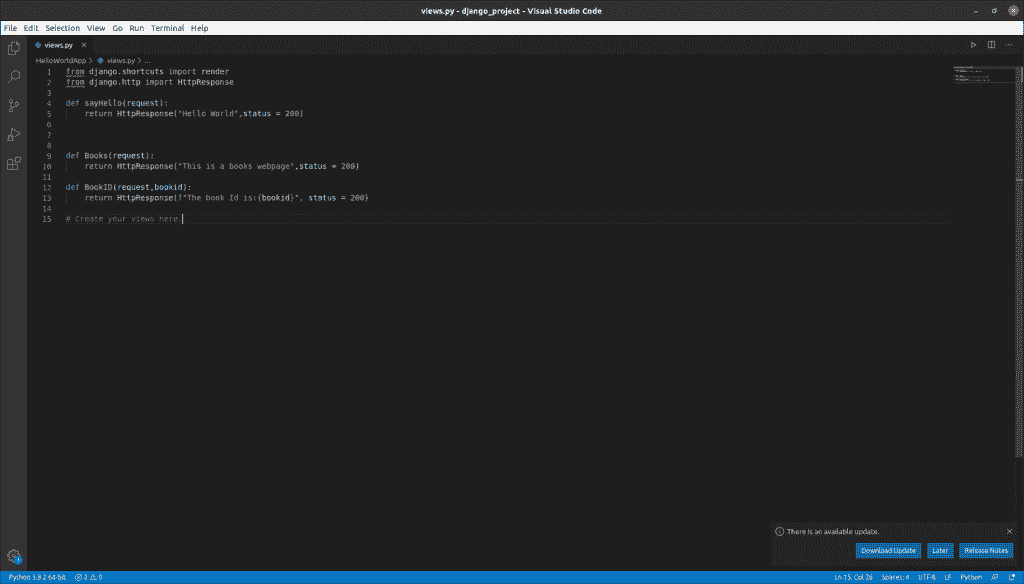 views.py - django_project - Visual Studio Code
File Edit Selection View Go Run Terminal Help
views.py
HelloWorldApp > views.py > ...
1 from django.shortcuts import render
2 from django.http import HttpResponse
3
4 def sayHello(request):
5 return HttpResponse("Hello World",status = 200)
6
7
8
9 def Books(request):
10 return HttpResponse("This is a books webpage",status = 200)
11
12 def BookID(request,bookid):
13 return HttpResponse(f"The book Id is:{bookid}", status = 200)
14
15 # Create your views here.
There is an available update.
Download Update Later Release Notes
1
Python 3.8.2 64-bit 2 0 Ln 15, Col 26 Spaces: 4 UTF-8 LF Python